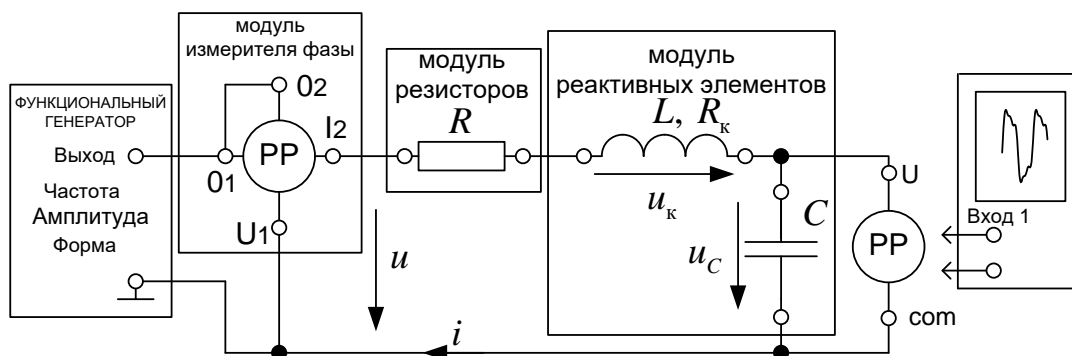 ФУНКЦИОНАЛЬНЫЙ
ГЕНЕРАТОР
Выход
Частота
Амплитуда
Форма
модуль
измерителя фазы
02
01
PP
I2
U1
u
i
модуль
резисторов
R
модуль
реактивных элементов
L, Rк
uк
uC
C
U
PP
com
Вход 1